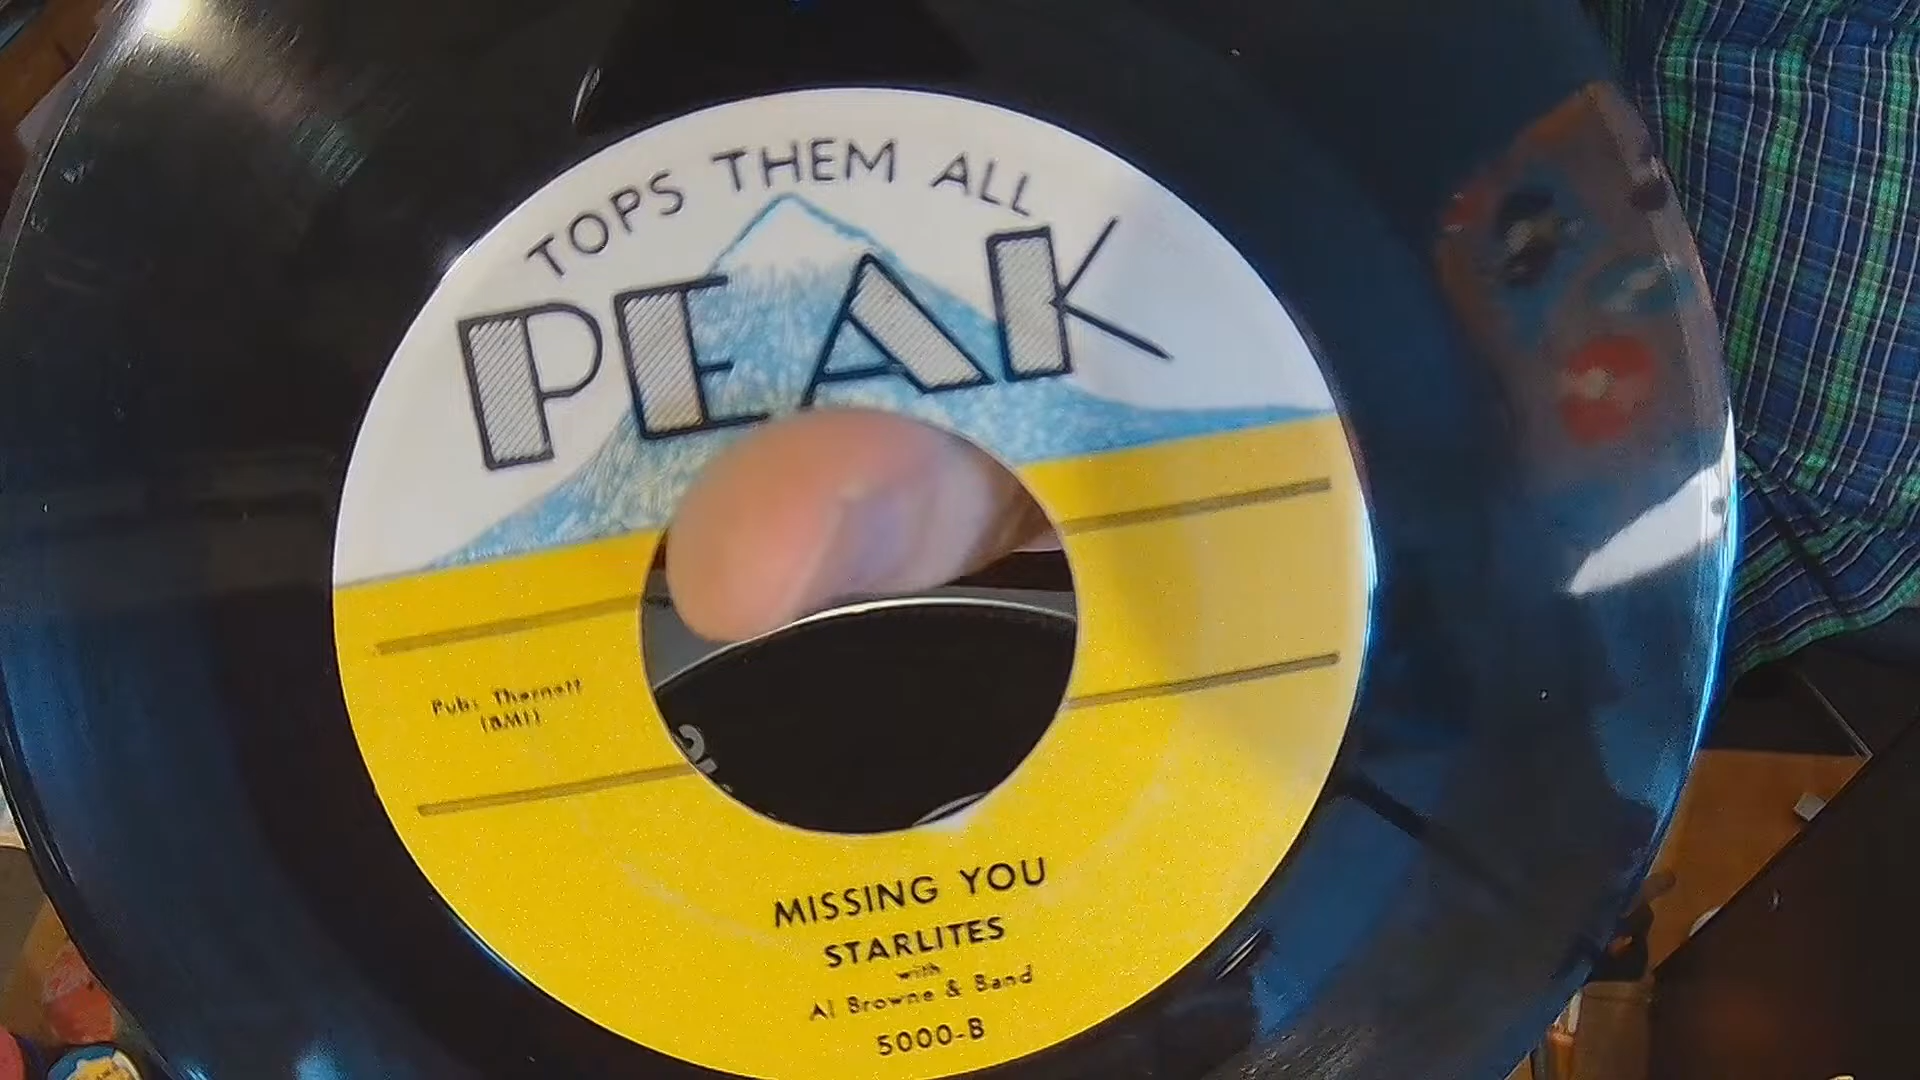 TOPS THEM ALL
PEAK
Pub: Thornett
(BMI)
MISSING YOU
STARLITES
with
Al Browne & Band
5000-B